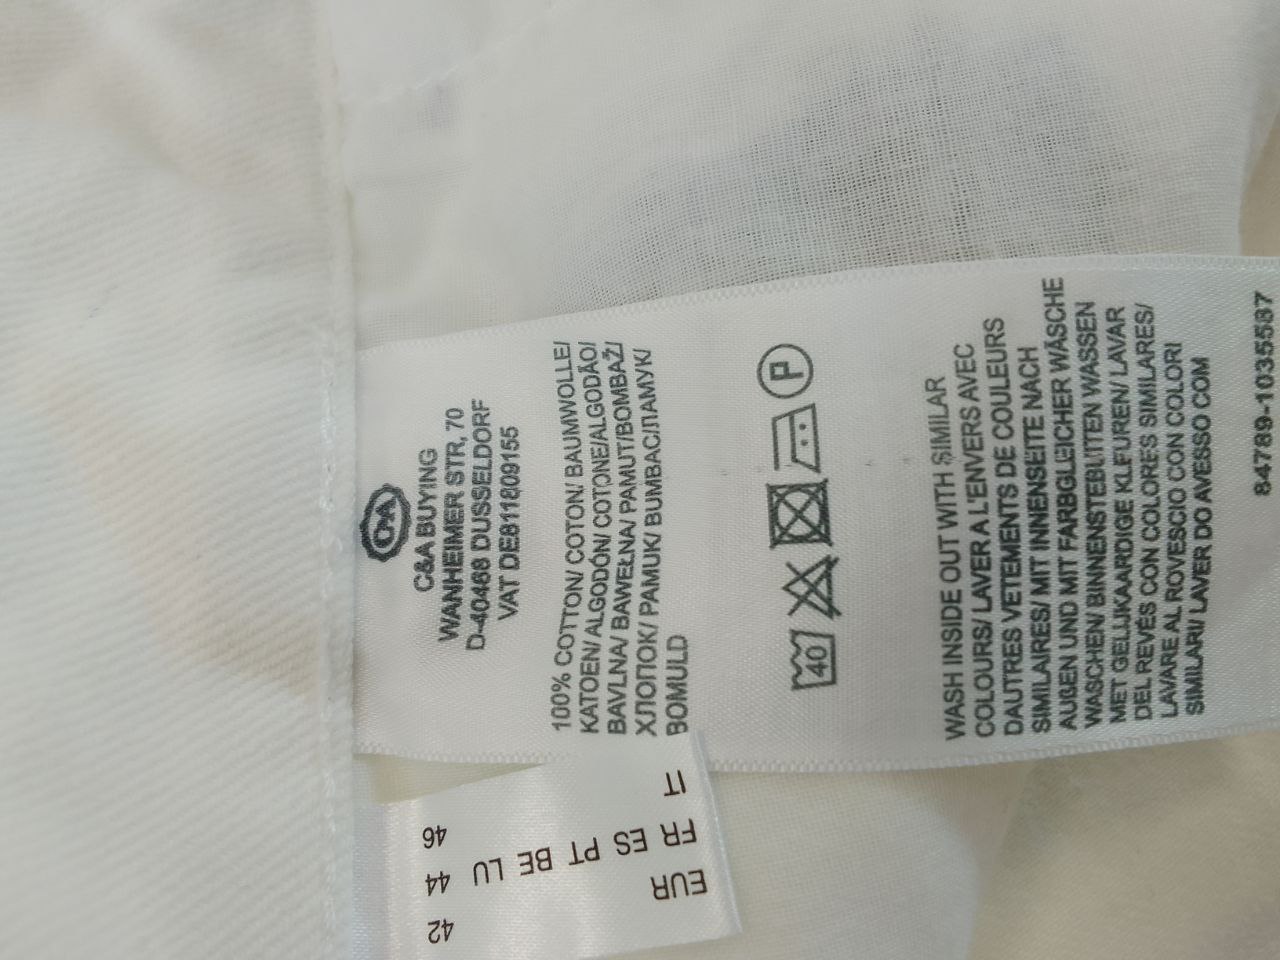 C&A
C&A BUYING
WANHEIMER STR, 70
D-40468 DUSSELDORF
VAT DE811809155
100% COTTON/ COTON/ BAUMWOLLE/
KATOEN/ ALGODÓN/ COTONE/ALGODÃO/
BAVLNA/ BAWEŁNA/ PAMUT/BOMBAŽ/
ХЛОПОК/ PAMUK/ BUMBAC/ПАМУК/
BOMULD
40
P
WASH INSIDE OUT WITH SIMILAR
COLOURS/ LAVER A L'ENVERS AVEC
DAUTRES VETEMENTS DE COULEURS
SIMILAIRES/ MIT INNENSEITE NACH
AUßEN UND MIT FARBGLEICHER WÄSCHE
WASCHEN/ BINNENSTEBUITEN WASSEN
MET GELIJKAARDIGE KLFUREN/ LAVAR
DEL REVÉS CON COLORES SIMILARES/
LAVARE AL ROVESCIO CON COLORI
SIMILARI/ LAVER DO AVESSO COM
84789-1035587
EUR 42
FR ES PT BE LU 44
IT 46